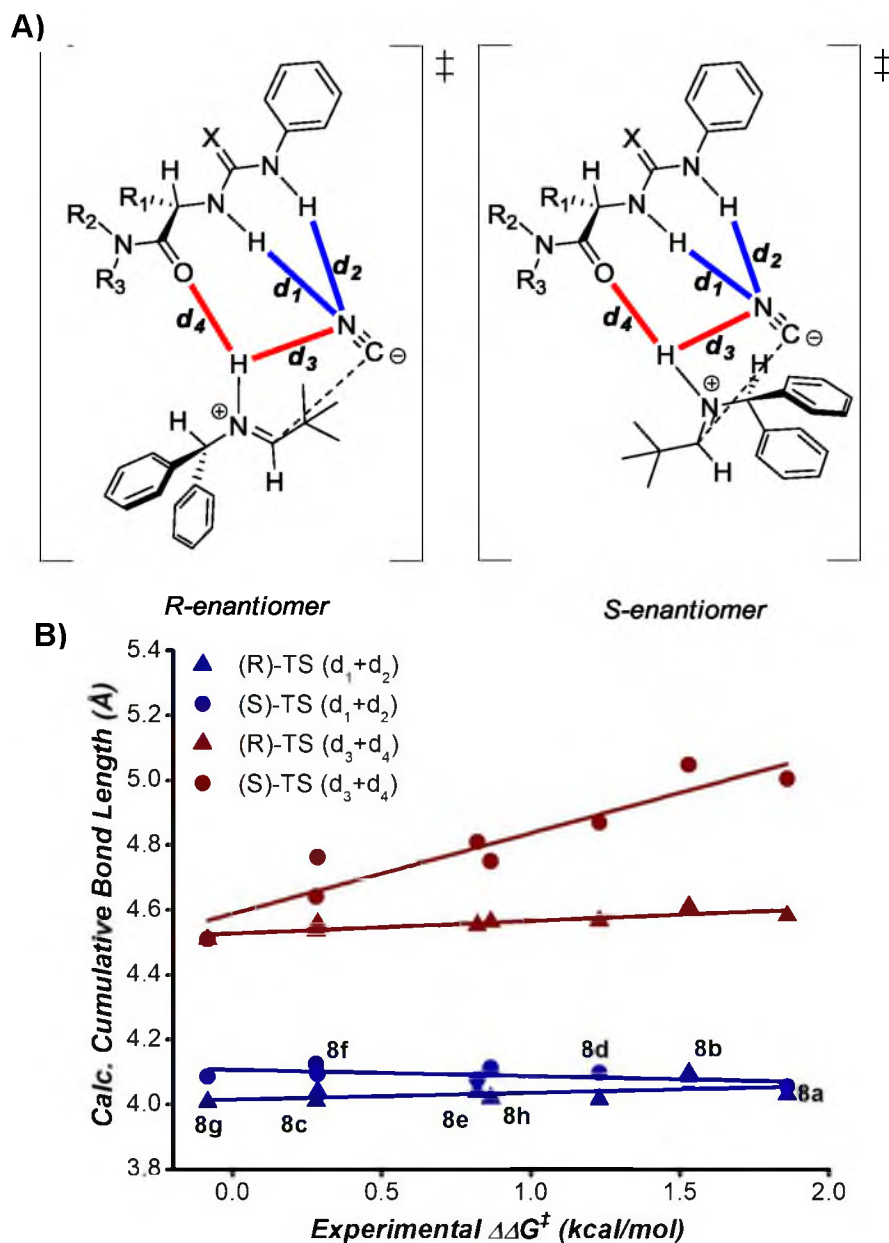 A)
‡
‡
X
H
N
H
N
H
R1
R2
N
R3
O
H
d1
d2
d3
d4
N
C
⊖
H
⊕
N
H
H
X
H
N
H
N
H
R1
R2
N
R3
O
H
d1
d2
d3
d4
N
C
⊖
H
⊕
N
H
R-enantiomer
S-enantiomer
B)
Calc. Cumulative Bond Length (Å)
5.4
5.2
5.0
4.8
4.6
4.4
4.2
4.0
3.8
(R)-TS (d1+d2)
(S)-TS (d1+d2)
(R)-TS (d3+d4)
(S)-TS (d3+d4)
8f
8d
8b
8g
8c
8e
8h
8a
0.0 0.5 1.0 1.5 2.0
Experimental ΔΔG‡ (kcal/mol)